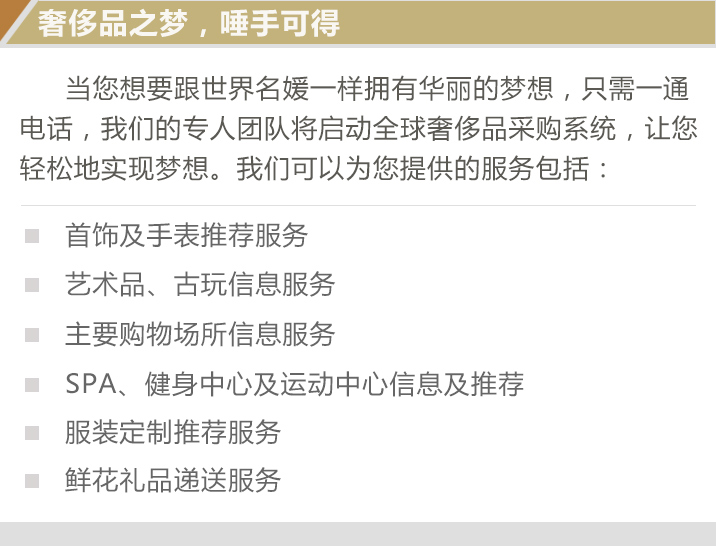 奢侈品之梦，唾手可得
当您想要跟世界名媛一样拥有华丽的梦想，只需一通
电话，我们的专人团队将启动全球奢侈品采购系统，让您
轻松地实现梦想。我们可以为您提供的服务包括：
首饰及手表推荐服务
艺术品、古玩信息服务
主要购物场所信息服务
SPA、健身中心及运动中心信息及推荐
服装定制推荐服务
鲜花礼品递送服务